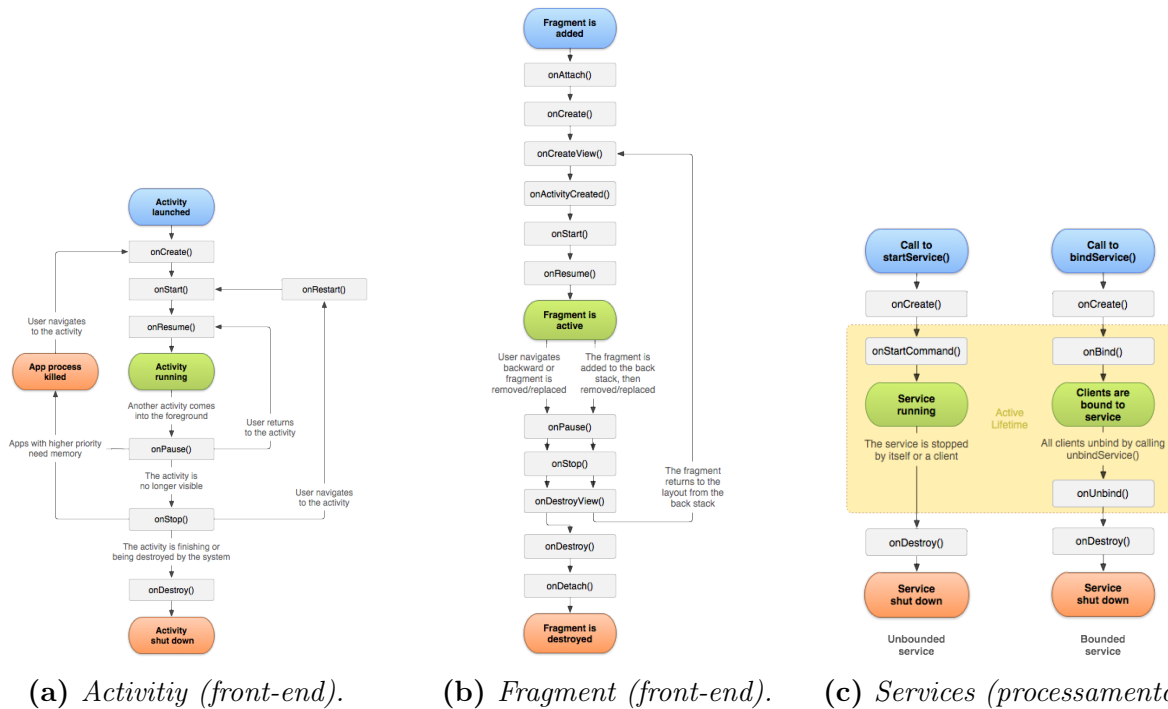 Activity
launched
onCreate()
onStart()
onRestart()
User navigates
to the activity
onResume()
App process
killed
Activity
running
Another activity comes
into the foreground
User returns
to the activity
Apps with higher priority
need memory
onPause()
The activity is
no longer visible
User navigates
to the activity
onStop()
The activity is finishing or
being destroyed by the system
onDestroy()
Activity
shut down
(a) Activitiy (front-end).
Fragment is
added
onAttach()
onCreate()
onCreateView()
onActivityCreated()
onStart()
onResume()
Fragment is
active
User navigates
backward or
fragment is
removed/replaced
The fragment is
added to the back
stack, then
removed/replaced
onPause()
onStop()
The fragment
returns to the
layout from the
back stack
onDestroyView()
onDestroy()
onDetach()
Fragment is
destroyed
(b) Fragment (front-end).
Call to
startService()
onCreate()
onStartCommand()
Service
running
Active
Lifetime
The service is stopped
by itself or a client
onDestroy()
Service
shut down
Unbounded
service
Call to
bindService()
onCreate()
onBind()
Clients are
bound to
service
All clients unbind by calling
unbindService()
onUnbind()
onDestroy()
Service
shut down
Bounded
service
(c) Services (processamento